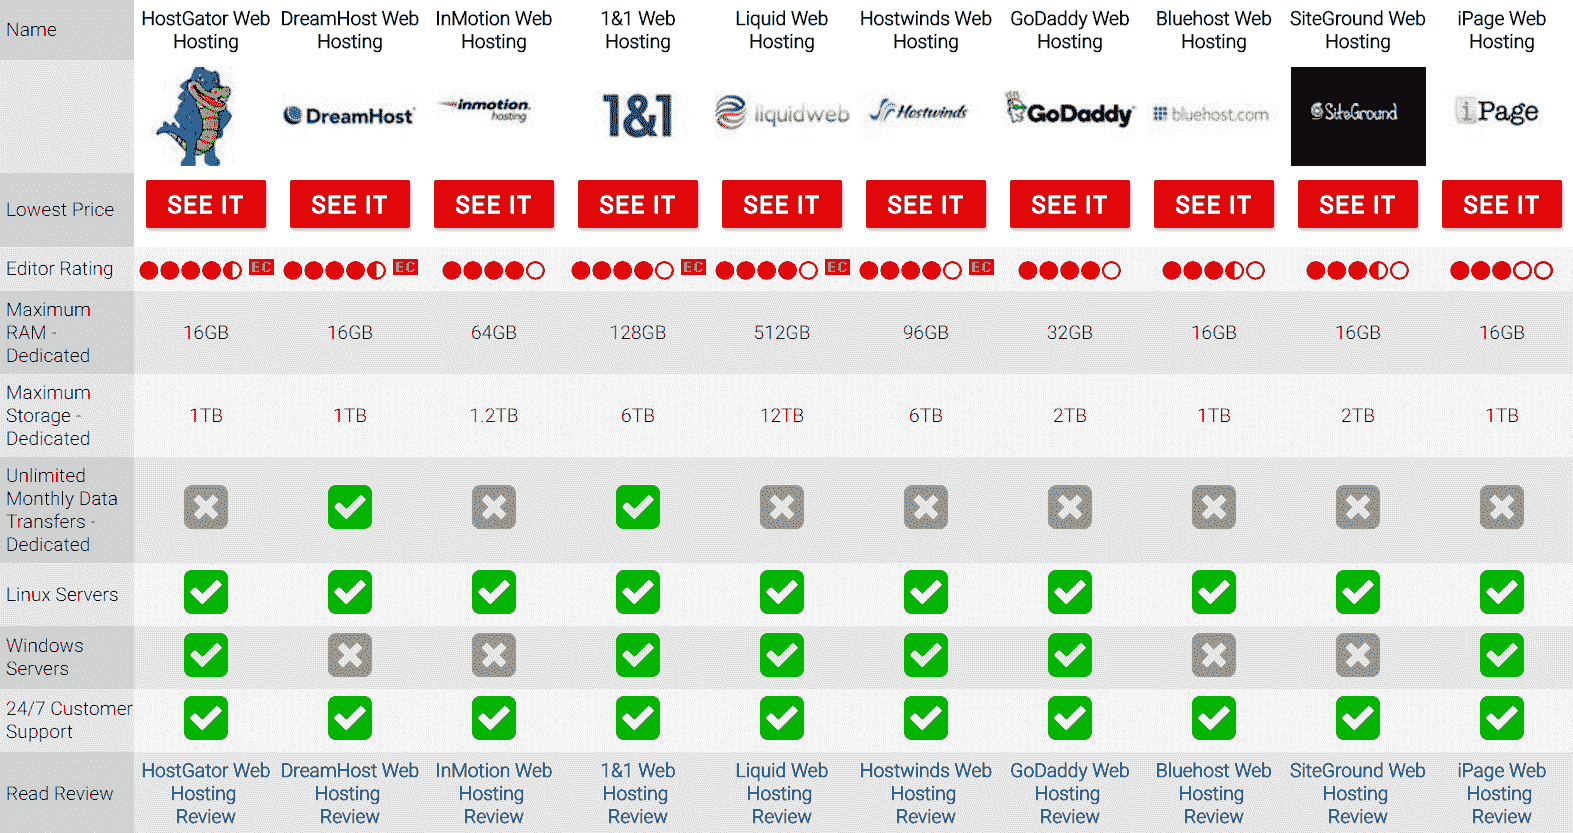 Name
HostGator Web
Hosting
DreamHost Web
Hosting
InMotion Web
Hosting
1&1 Web
Hosting
Liquid Web
Hosting
Hostwinds Web
Hosting
GoDaddy Web
Hosting
Bluehost Web
Hosting
SiteGround Web
Hosting
iPage Web
Hosting
DreamHost
inmotion
hosting
1&1
liquidweb
Hostwinds
GoDaddy
bluehost.com
SiteGround
iPage
Lowest Price
SEE IT
SEE IT
SEE IT
SEE IT
SEE IT
SEE IT
SEE IT
SEE IT
SEE IT
SEE IT
Editor Rating
EC
EC
EC
EC
EC
Maximum
RAM -
Dedicated
16GB
16GB
64GB
128GB
512GB
96GB
32GB
16GB
16GB
16GB
Maximum
Storage -
Dedicated
1TB
1TB
1.2TB
6TB
12TB
6TB
2TB
1TB
2TB
1TB
Unlimited
Monthly Data
Transfers -
Dedicated
Linux Servers
Windows
Servers
24/7 Customer
Support
Read Review
HostGator Web
Hosting
Review
DreamHost Web
Hosting
Review
InMotion Web
Hosting
Review
1&1 Web
Hosting
Review
Liquid Web
Hosting
Review
Hostwinds Web
Hosting
Review
GoDaddy Web
Hosting
Review
Bluehost Web
Hosting
Review
SiteGround Web
Hosting
Review
iPage Web
Hosting
Review